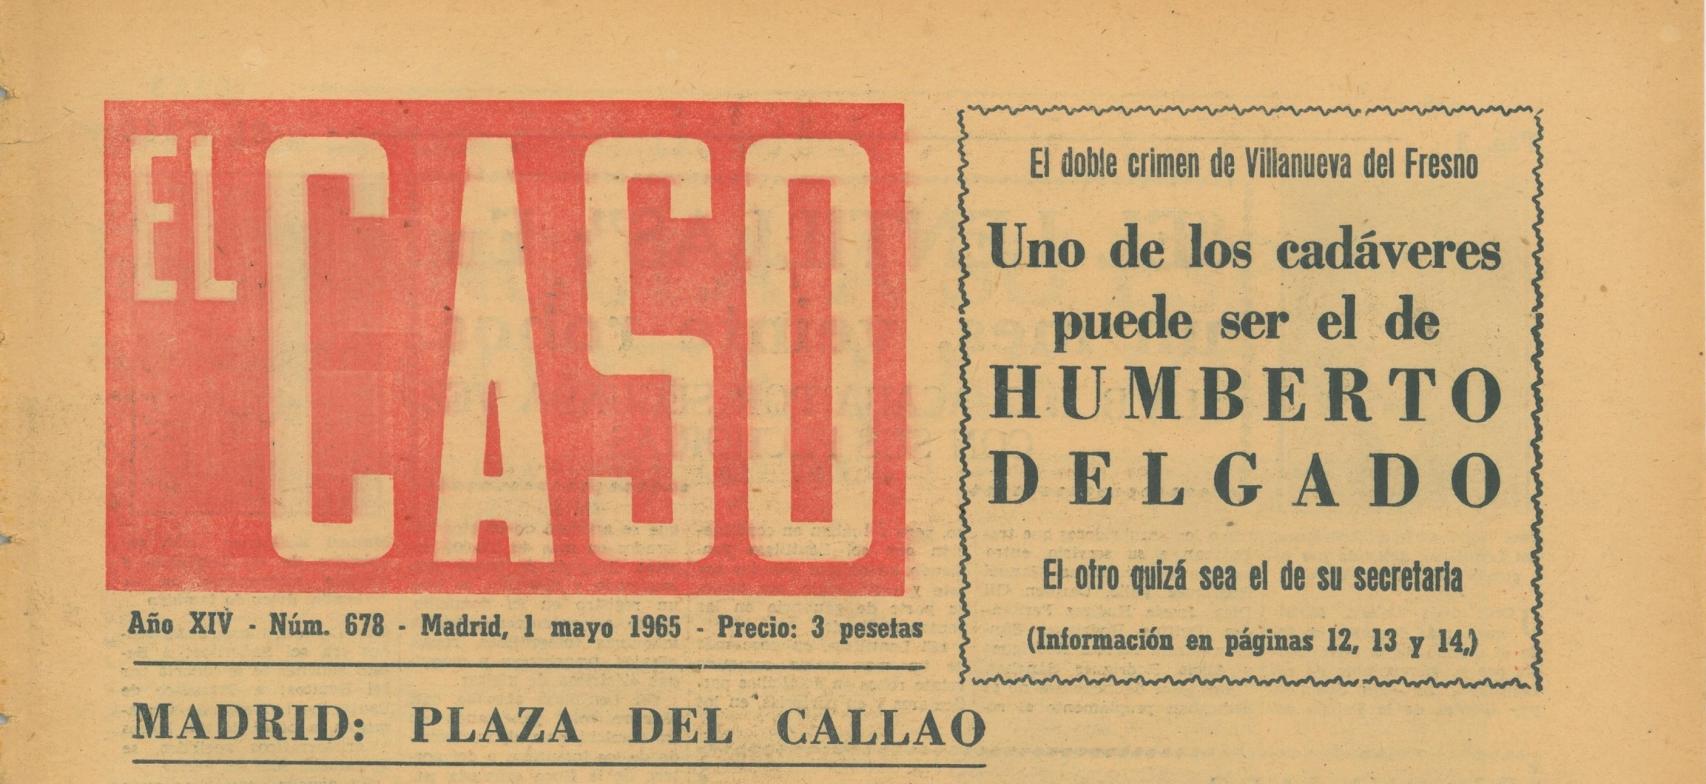 EL CASO
Año XIV - Núm. 678 - Madrid, 1 mayo 1965 - Precio: 3 pesetas
MADRID: PLAZA DEL CALLAO
El doble crimen de Villanueva del Fresno
Uno de los cadáveres
puede ser el de
HUMBERTO
DELGADO
El otro quizá sea el de su secretaria
(Información en páginas 12, 13 y 14,)